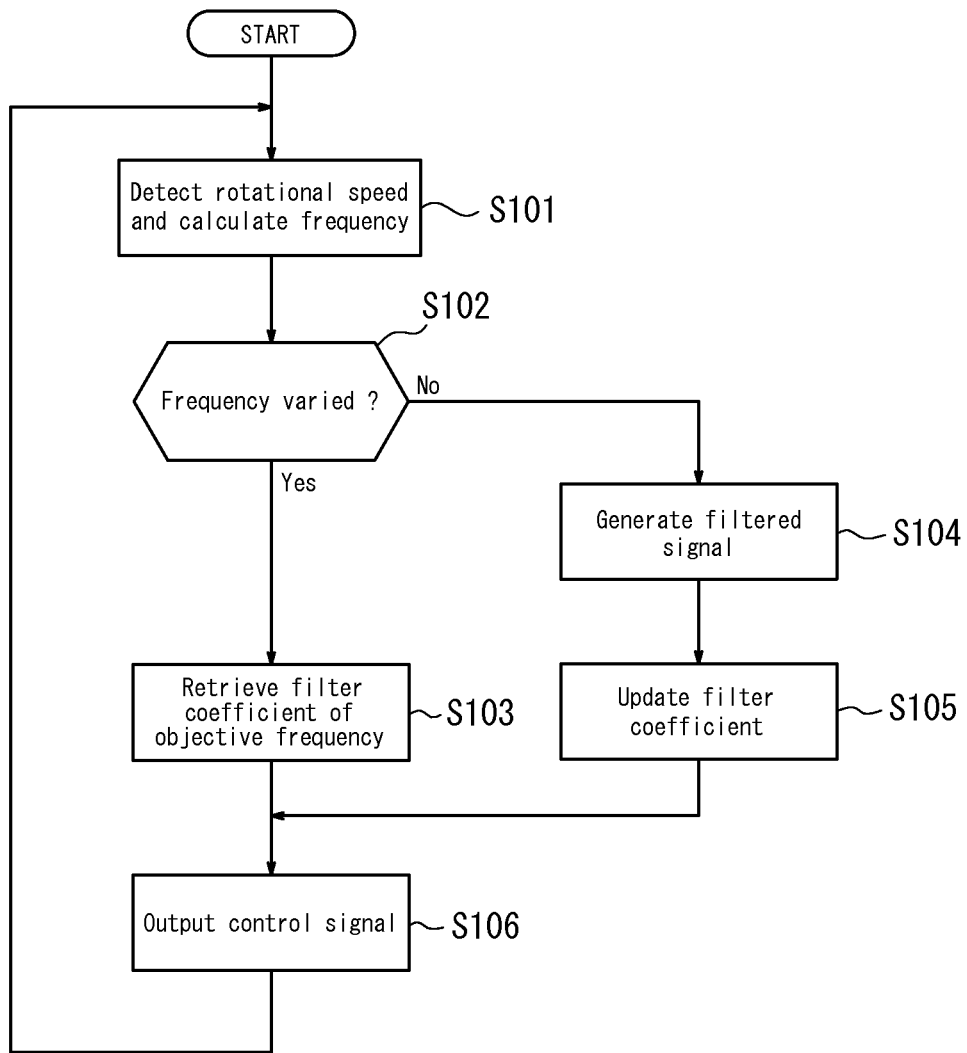 START
Detect rotational speed
and calculate frequency
S101
S102
Frequency varied ?
No
Yes
Generate filtered
signal
S104
Retrieve filter
coefficient of
objective frequency
S103
Update filter
coefficient
S105
Output control signal
S106